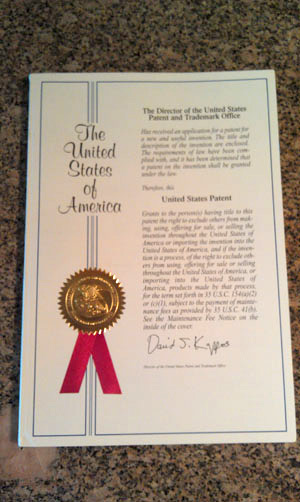 The
United
States
of
America
The Director of the United States
Patent and Trademark Office
Has received an application for a patent for
a new and useful invention. The title and
description of the invention are enclosed.
The requirements of law have been com-
plied with, and it has been determined that
a patent on the invention shall be granted
under the law.
Therefore, this
United States Patent
Grants to the person(s) having title to this
patent the right to exclude others from mak-
ing, using, offering for sale, or selling the
invention throughout the United States of
America or importing the invention into the
United States of America, and if the inven-
tion is a process, of the right to exclude oth-
ers from using, offering for sale or selling
throughout the United States of America, or
importing into the United States of
America, products made by that process,
for the term set forth in 35 U.S.C. 154(a)(2)
or (c)(1), subject to the payment of mainte-
nance fees as provided by 35 U.S.C. 41(b).
See the Maintenance Fee Notice on the
inside of the cover.
David J. Kappos
Director of the United States Patent and Trademark Office